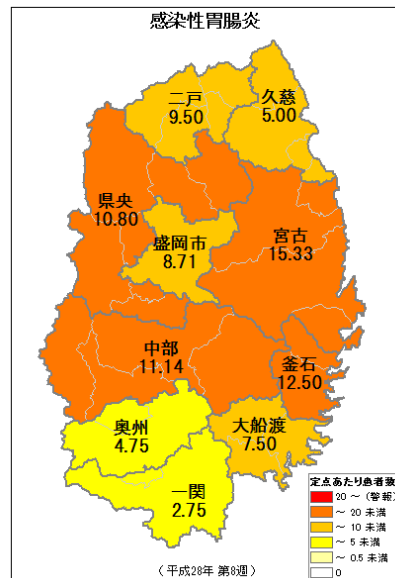 感染性胃腸炎
二戸
9.50
久慈
5.00
県央
10.80
盛岡市
8.71
宮古
15.33
中部
11.14
釜石
12.50
奥州
4.75
大船渡
7.50
一関
2.75
定点あたり患者数
20 ～ (警報)
～ 20 未満
～ 10 未満
～ 5 未満
～ 0.5 未満
0
(平成28年 第8週)